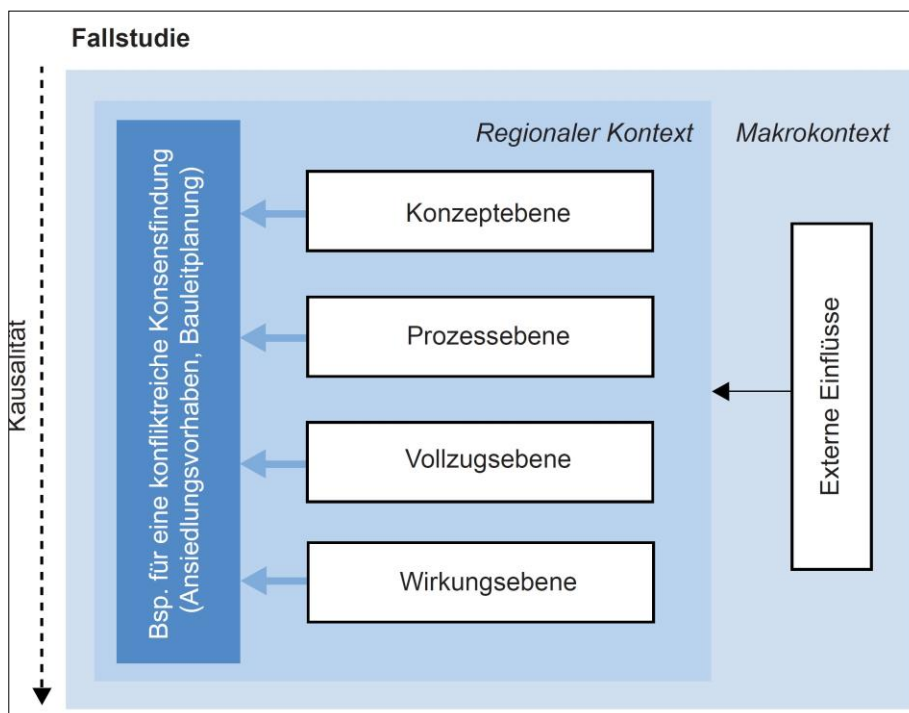 Fallstudie
Regionaler Kontext
Makrokontext
Kausalität
Bsp. für eine konfliktreiche Konsensfindung
(Ansiedlungsvorhaben, Bauleitplanung)
Konzeptebene
Prozessebene
Vollzugsebene
Wirkungsebene
Externe Einflüsse